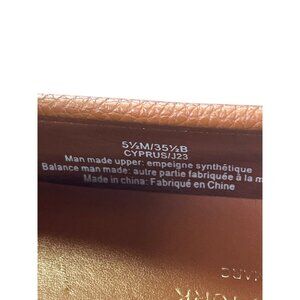 5½M/35½B
CYPRUS/J23
Man made upper: empeigne synthétique
Balance man made: autre partie fabriquée à la m
Made in china: Fabriqué en Chine
MARC